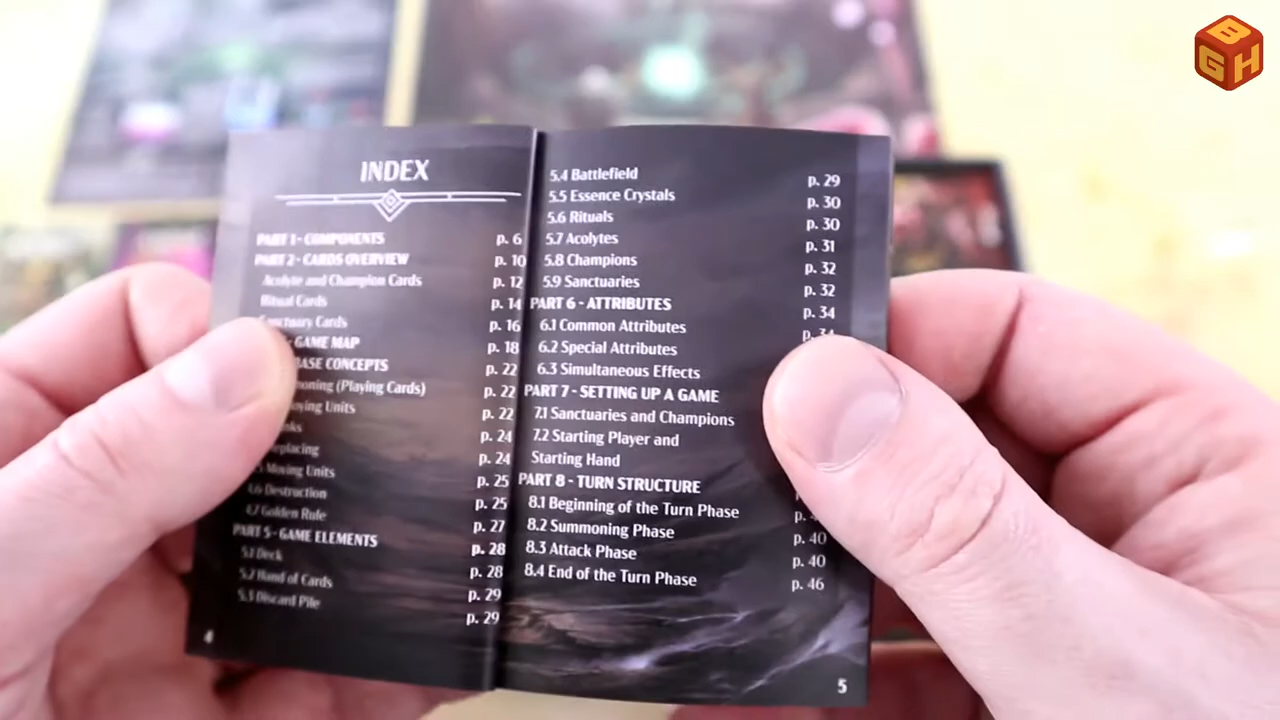 INDEX
PART 1 - COMPONENTS p. 6
PART 2 - CARDS OVERVIEW p. 10
Acolyte and Champion Cards p. 12
Ritual Cards p. 14
Sanctuary Cards p. 16
GAME MAP p. 18
BASE CONCEPTS p. 22
(Playing Cards) p. 22
Units p. 22
p. 24
p. 24
Moving Units p. 25
4.6 Destruction p. 25
4.7 Golden Rule p. 27
PART 5 - GAME ELEMENTS p. 28
5.1 Deck p. 28
5.2 Hand of Cards p. 29
5.3 Discard Pile p. 29
4
5.4 Battlefield p. 29
5.5 Essence Crystals p. 30
5.6 Rituals p. 30
5.7 Acolytes p. 31
5.8 Champions p. 32
5.9 Sanctuaries p. 32
PART 6 - ATTRIBUTES p. 34
6.1 Common Attributes p. 34
6.2 Special Attributes
6.3 Simultaneous Effects
PART 7 - SETTING UP A GAME
7.1 Sanctuaries and Champions
7.2 Starting Player and
Starting Hand
PART 8 - TURN STRUCTURE
8.1 Beginning of the Turn Phase
8.2 Summoning Phase p. 40
8.3 Attack Phase p. 40
8.4 End of the Turn Phase p. 46
5
BGH